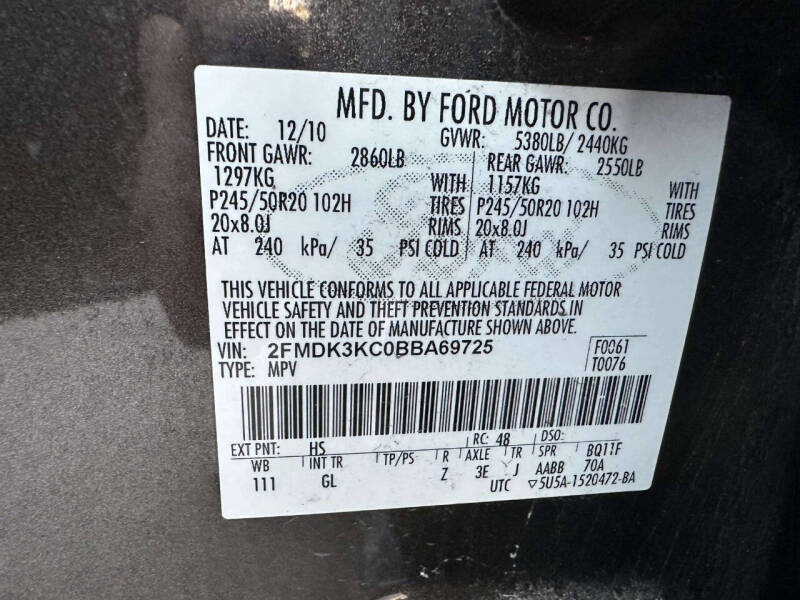 MFD. BY FORD MOTOR CO.
DATE: 12/10 GVWR: 5380LB/ 2440KG
FRONT GAWR: 2860LB REAR GAWR: 2550LB
1297KG WITH 1157KG WITH
P245/50R20 102H TIRES P245/50R20 102H TIRES
20x8.0J RIMS 20x8.0J RIMS
AT 240 kPa/ 35 PSI COLD AT 240 kPa/ 35 PSI COLD
THIS VEHICLE CONFORMS TO ALL APPLICABLE FEDERAL MOTOR
VEHICLE SAFETY AND THEFT PREVENTION STANDARDS IN
EFFECT ON THE DATE OF MANUFACTURE SHOWN ABOVE.
VIN: 2FMDK3KC0BBA69725 F0061
TYPE: MPV T0076
EXT PNT: HS RC: 48 DSO:
WB INT TR TP/PS R AXLE TR SPR BQ11F
111 GL Z 3E J AABB 70A
UTC ▽5U5A-1520472-BA